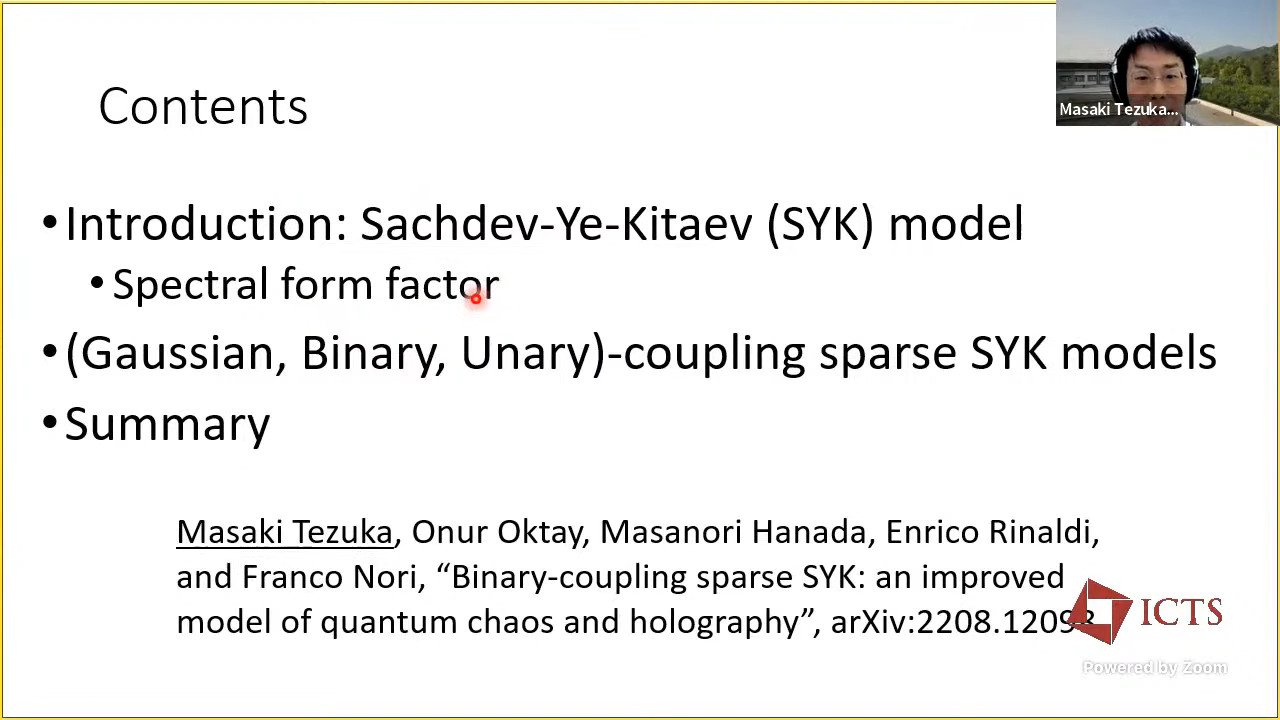 Contents
Masaki Tezuka...
•Introduction: Sachdev-Ye-Kitaev (SYK) model
•Spectral form factor
•(Gaussian, Binary, Unary)-coupling sparse SYK models
•Summary
Masaki Tezuka, Onur Oktay, Masanori Hanada, Enrico Rinaldi,
and Franco Nori, “Binary-coupling sparse SYK: an improved
model of quantum chaos and holography”, arXiv:2208.12098
ICTS
Powered by Zoom